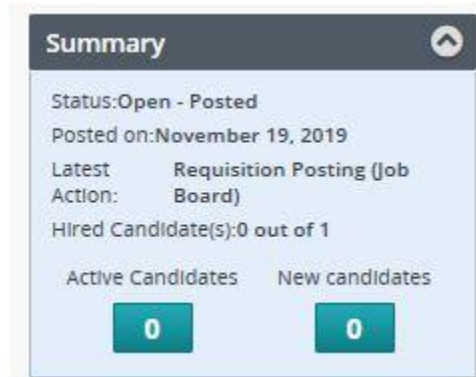 Summary
Status:Open - Posted
Posted on:November 19, 2019
Latest Action: Requisition Posting (Job Board)
Hired Candidate(s):0 out of 1
Active Candidates New candidates
0 0